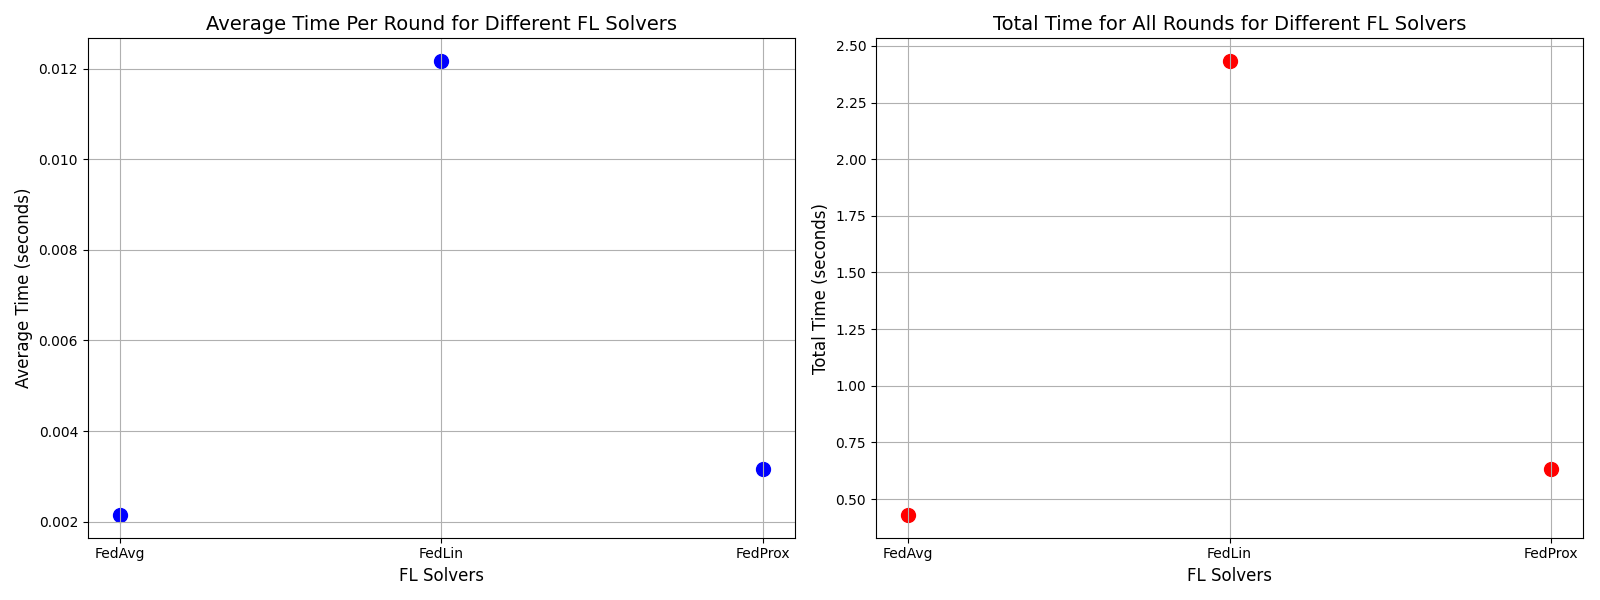 Average Time Per Round for Different FL Solvers
Average Time (seconds)
0.012
0.010
0.008
0.006
0.004
0.002
FedAvg
FedLin
FedProx
FL Solvers
Total Time for All Rounds for Different FL Solvers
Total Time (seconds)
2.50
2.25
2.00
1.75
1.50
1.25
1.00
0.75
0.50
FedAvg
FedLin
FedProx
FL Solvers